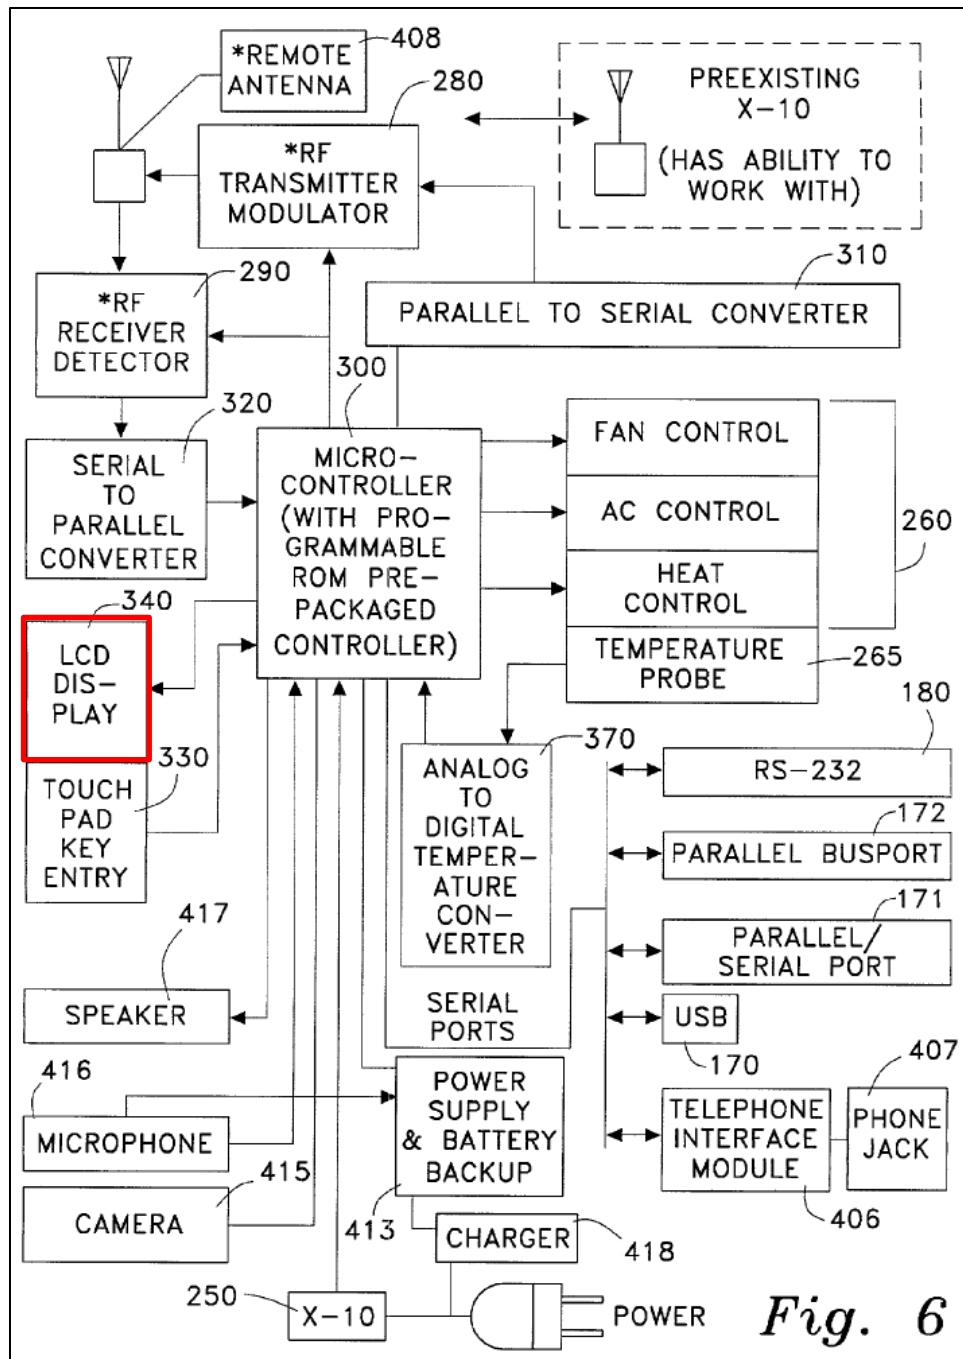 *REMOTE
ANTENNA
408
280
*RF
TRANSMITTER
MODULATOR
PREEXISTING
X-10
(HAS ABILITY TO
WORK WITH)
290
*RF
RECEIVER
DETECTOR
310
PARALLEL TO SERIAL CONVERTER
300
320
SERIAL
TO
PARALLEL
CONVERTER
MICRO-
CONTROLLER
(WITH PRO-
GRAMMABLE
ROM PRE-
PACKAGED
CONTROLLER)
FAN CONTROL
AC CONTROL
HEAT
CONTROL
260
TEMPERATURE
PROBE
265
340
LCD
DIS-
PLAY
330
TOUCH
PAD
KEY
ENTRY
370
ANALOG
TO
DIGITAL
TEMPER-
ATURE
CON-
VERTER
180
RS-232
172
PARALLEL BUSPORT
171
PARALLEL/
SERIAL PORT
USB
170
417
SPEAKER
SERIAL
PORTS
416
MICROPHONE
POWER
SUPPLY
& BATTERY
BACKUP
413
TELEPHONE
INTERFACE
MODULE
406
407
PHONE
JACK
415
CAMERA
CHARGER
418
250
X-10
POWER
Fig. 6